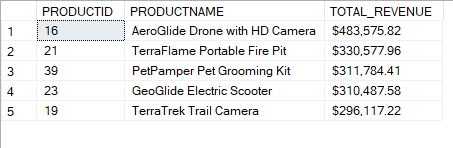 PRODUCTID PRODUCTNAME TOTAL_REVENUE
1 16 AeroGlide Drone with HD Camera $483,575.82
2 21 TerraFlame Portable Fire Pit $330,577.96
3 39 PetPamper Pet Grooming Kit $311,784.41
4 23 GeoGlide Electric Scooter $310,487.58
5 19 TerraTrek Trail Camera $296,117.22